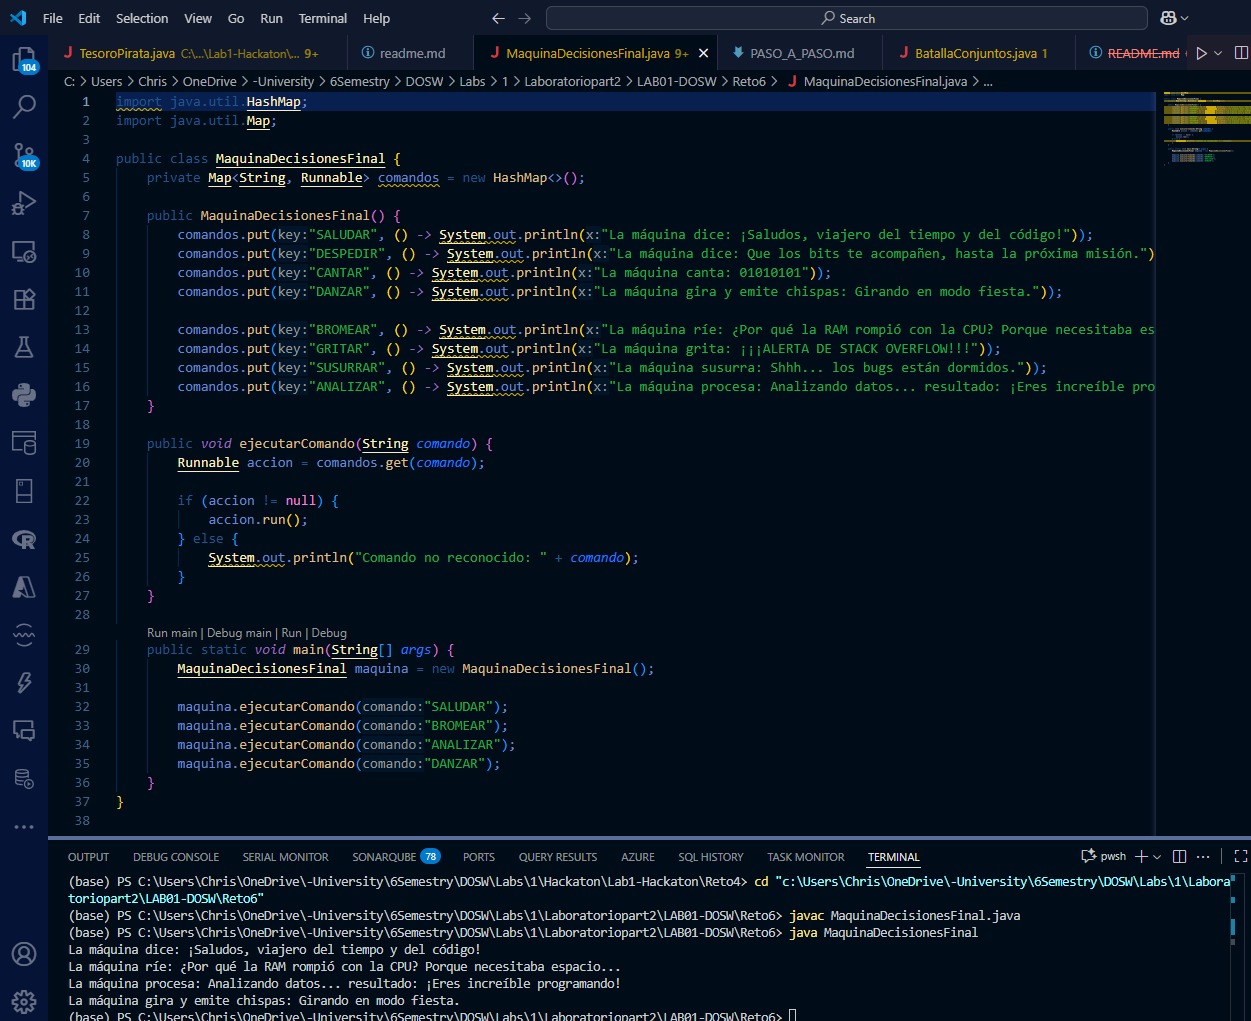 File Edit Selection View Go Run Terminal Help Search
TesoroPirata.java C:\...\Lab1-Hackaton\... 9+ readme.md MaquinaDecisionesFinal.java 9+ PASO_A_PASO.md BatallaConjuntos.java 1 README.md
C: > Users > Chris > OneDrive > -University > 6Semestry > DOSW > Labs > 1 > Laboratoriopart2 > LAB01-DOSW > Reto6 > MaquinaDecisionesFinal.java > ...
104
10K
1 import java.util.HashMap;
2 import java.util.Map;
3
4 public class MaquinaDecisionesFinal {
5 private Map<String, Runnable> comandos = new HashMap<>();
6
7 public MaquinaDecisionesFinal() {
8 comandos.put(key:"SALUDAR", () -> System.out.println(x:"La máquina dice: ¡Saludos, viajero del tiempo y del código!"));
9 comandos.put(key:"DESPEDIR", () -> System.out.println(x:"La máquina dice: Que los bits te acompañen, hasta la próxima misión.")
10 comandos.put(key:"CANTAR", () -> System.out.println(x:"La máquina canta: 01010101"));
11 comandos.put(key:"DANZAR", () -> System.out.println(x:"La máquina gira y emite chispas: Girando en modo fiesta."));
12
13 comandos.put(key:"BROMEAR", () -> System.out.println(x:"La máquina ríe: ¿Por qué la RAM rompió con la CPU? Porque necesitaba es
14 comandos.put(key:"GRITAR", () -> System.out.println(x:"La máquina grita: ¡¡¡ALERTA DE STACK OVERFLOW!!!"));
15 comandos.put(key:"SUSURRAR", () -> System.out.println(x:"La máquina susurra: Shhh... los bugs están dormidos."));
16 comandos.put(key:"ANALIZAR", () -> System.out.println(x:"La máquina procesa: Analizando datos... resultado: ¡Eres increíble pro
17 }
18
19 public void ejecutarComando(String comando) {
20 Runnable accion = comandos.get(comando);
21
22 if (accion != null) {
23 accion.run();
24 } else {
25 System.out.println("Comando no reconocido: " + comando);
26 }
27 }
28
Run main | Debug main | Run | Debug
29 public static void main(String[] args) {
30 MaquinaDecisionesFinal maquina = new MaquinaDecisionesFinal();
31
32 maquina.ejecutarComando(comando:"SALUDAR");
33 maquina.ejecutarComando(comando:"BROMEAR");
34 maquina.ejecutarComando(comando:"ANALIZAR");
35 maquina.ejecutarComando(comando:"DANZAR");
36 }
37 }
38
OUTPUT DEBUG CONSOLE SERIAL MONITOR SONARQUBE 78 PORTS QUERY RESULTS AZURE SQL HISTORY TASK MONITOR TERMINAL pwsh
(base) PS C:\Users\Chris\OneDrive\-University\6Semestry\DOSW\Labs\1\Hackaton\Lab1-Hackaton\Reto4> cd "c:\Users\Chris\OneDrive\-University\6Semestry\DOSW\Labs\1\Labora
toriopart2\LAB01-DOSW\Reto6"
(base) PS C:\Users\Chris\OneDrive\-University\6Semestry\DOSW\Labs\1\Laboratoriopart2\LAB01-DOSW\Reto6> javac MaquinaDecisionesFinal.java
(base) PS C:\Users\Chris\OneDrive\-University\6Semestry\DOSW\Labs\1\Laboratoriopart2\LAB01-DOSW\Reto6> java MaquinaDecisionesFinal
La máquina dice: ¡Saludos, viajero del tiempo y del código!
La máquina ríe: ¿Por qué la RAM rompió con la CPU? Porque necesitaba espacio...
La máquina procesa: Analizando datos... resultado: ¡Eres increíble programando!
La máquina gira y emite chispas: Girando en modo fiesta.
(base) PS C:\Users\Chris\OneDrive\-University\6Semestry\DOSW\Labs\1\Laboratoriopart2\LAB01-DOSW\Reto6>